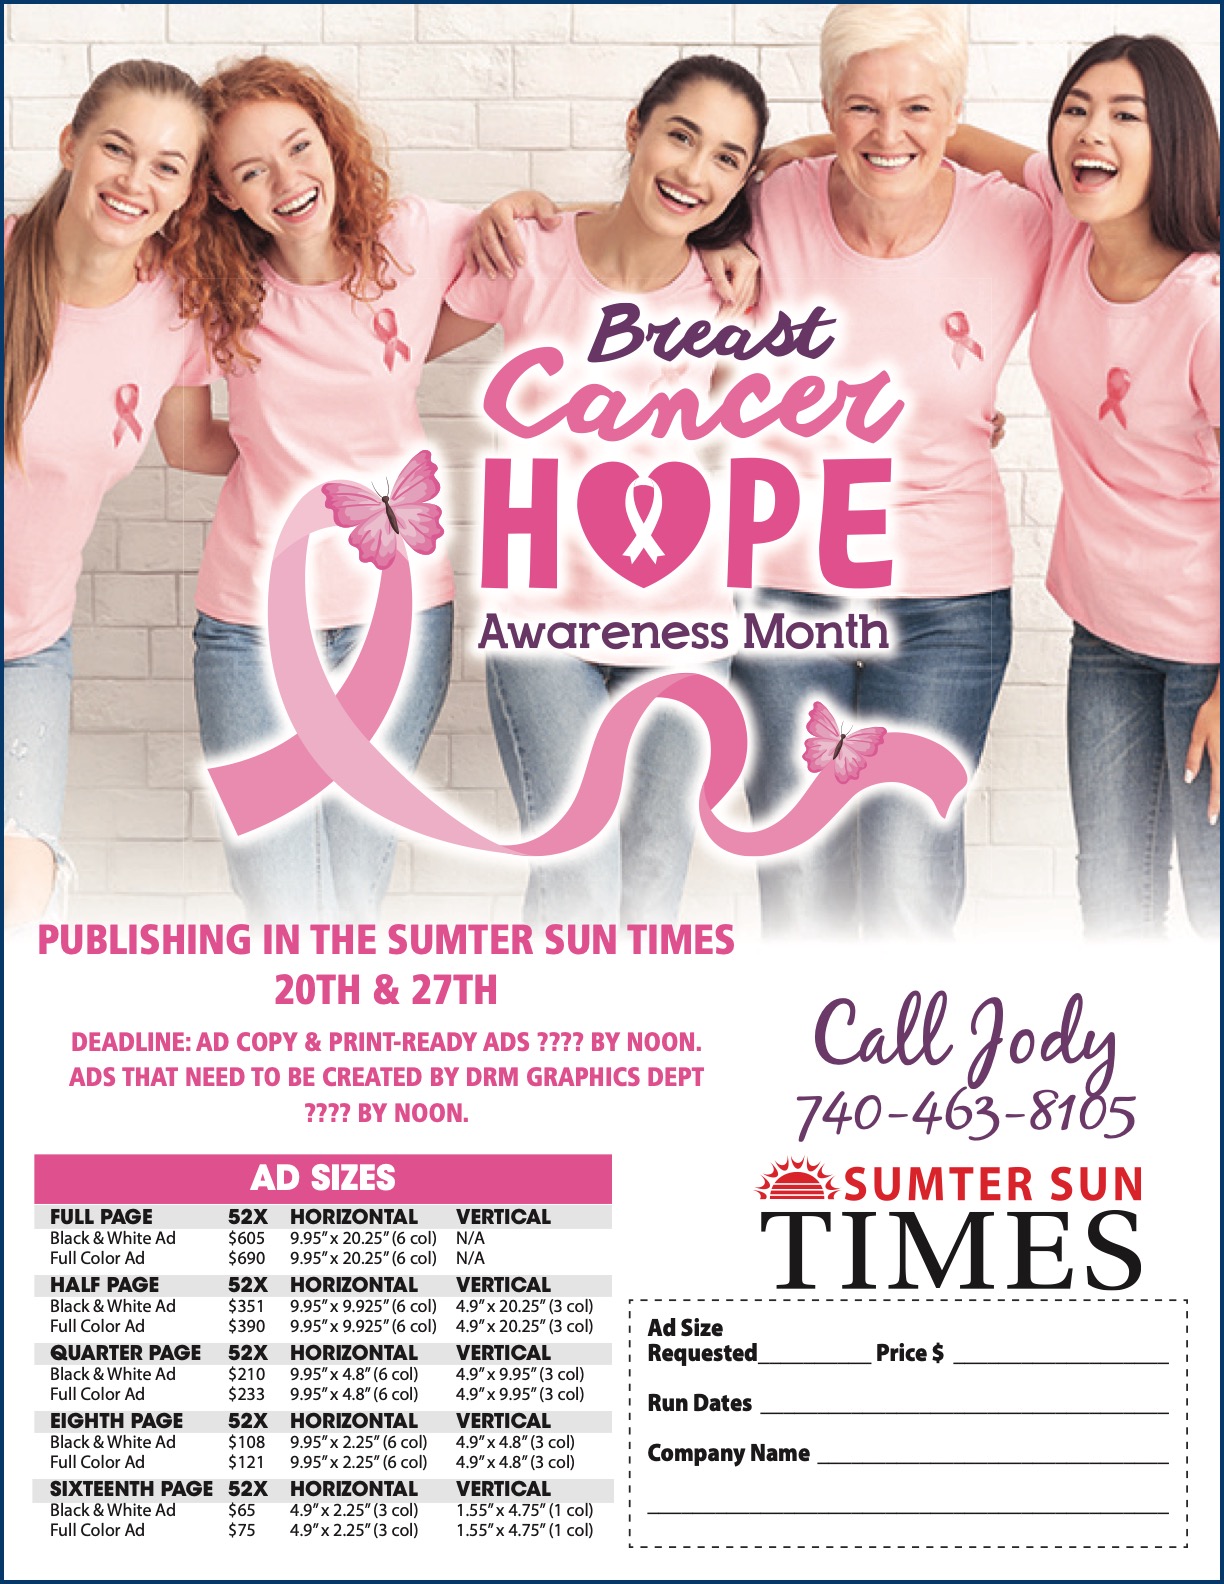 Breast
Cancer
HOPE
Awareness Month
PUBLISHING IN THE SUMTER SUN TIMES
20TH & 27TH
DEADLINE: AD COPY & PRINT-READY ADS ???? BY NOON.
ADS THAT NEED TO BE CREATED BY DRM GRAPHICS DEPT
???? BY NOON.
Call Jody
740-463-8105
SUMTER SUN
TIMES
AD SIZES
FULL PAGE 52X HORIZONTAL VERTICAL
Black & White Ad $605 9.95” x 20.25” (6 col) N/A
Full Color Ad $690 9.95” x 20.25” (6 col) N/A
HALF PAGE 52X HORIZONTAL VERTICAL
Black & White Ad $351 9.95” x 9.925” (6 col) 4.9” x 20.25” (3 col)
Full Color Ad $390 9.95” x 9.925” (6 col) 4.9” x 20.25” (3 col)
QUARTER PAGE 52X HORIZONTAL VERTICAL
Black & White Ad $210 9.95” x 4.8” (6 col) 4.9” x 9.95” (3 col)
Full Color Ad $233 9.95” x 4.8” (6 col) 4.9” x 9.95” (3 col)
EIGHTH PAGE 52X HORIZONTAL VERTICAL
Black & White Ad $108 9.95” x 2.25” (6 col) 4.9” x 4.8” (3 col)
Full Color Ad $121 9.95” x 2.25” (6 col) 4.9” x 4.8” (3 col)
SIXTEENTH PAGE 52X HORIZONTAL VERTICAL
Black & White Ad $65 4.9” x 2.25” (3 col) 1.55” x 4.75” (1 col)
Full Color Ad $75 4.9” x 2.25” (3 col) 1.55” x 4.75” (1 col)
Ad Size
Requested_________ Price $ _________________
Run Dates ________________________________
Company Name ____________________________